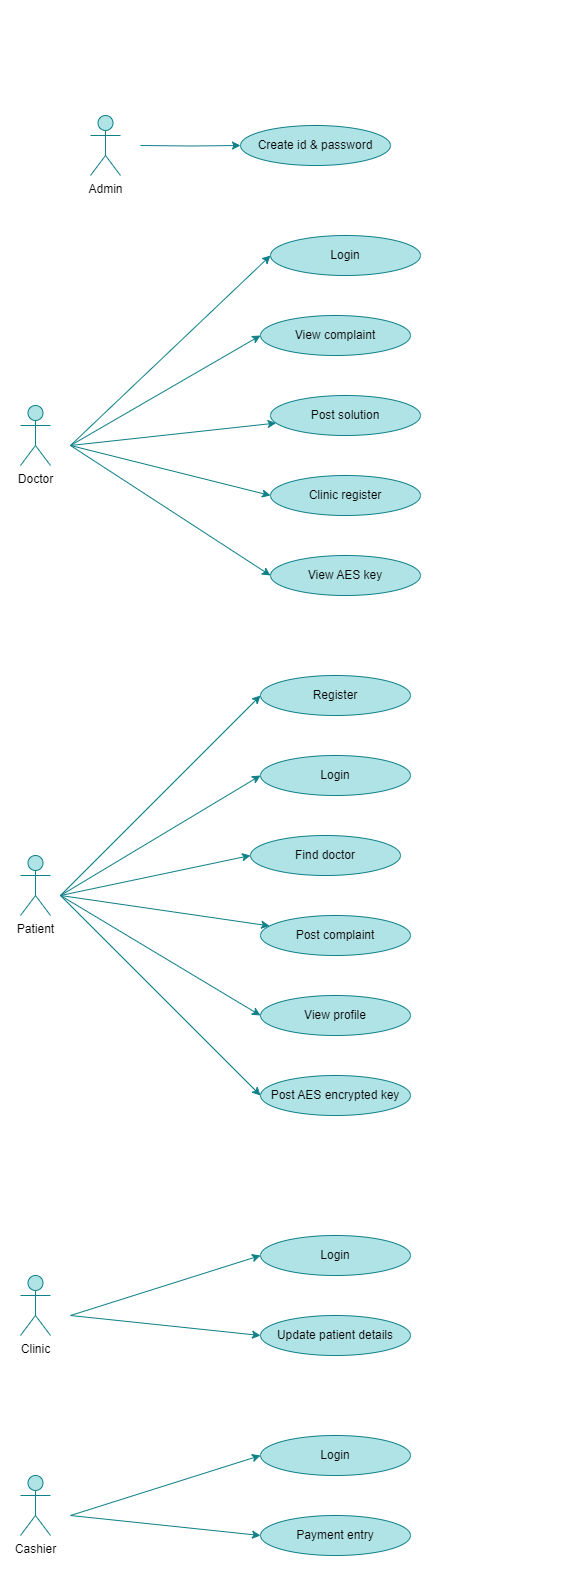 Create id & password
Admin
Login
View complaint
Post solution
Doctor
Clinic register
View AES key
Register
Login
Find doctor
Patient
Post complaint
View profile
Post AES encrypted key
Login
Update patient details
Clinic
Login
Payment entry
Cashier